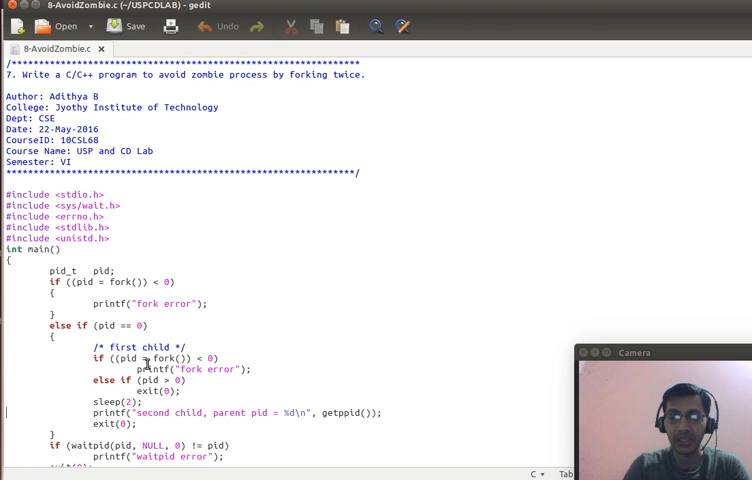 8-AvoidZombie.c (~/USPCDLAB) - gedit
Open Save Undo
8-AvoidZombie.c
/*****************************************************************
7. Write a C/C++ program to avoid zombie process by forking twice.
Author: Adithya B
College: Jyothy Institute of Technology
Dept: CSE
Date: 22-May-2016
CourseID: 10CSL68
Course Name: USP and CD Lab
Semester: VI
*****************************************************************/
#include <stdio.h>
#include <sys/wait.h>
#include <errno.h>
#include <stdlib.h>
#include <unistd.h>
int main()
{
pid_t pid;
if ((pid = fork()) < 0)
{
printf("fork error");
}
else if (pid == 0)
{
/* first child */
if ((pid = fork()) < 0)
printf("fork error");
else if (pid > 0)
exit(0);
sleep(2);
printf("second child, parent pid = %d\n", getppid());
exit(0);
}
if (waitpid(pid, NULL, 0) != pid)
printf("waitpid error");
exit(0);
Camera
C Tab